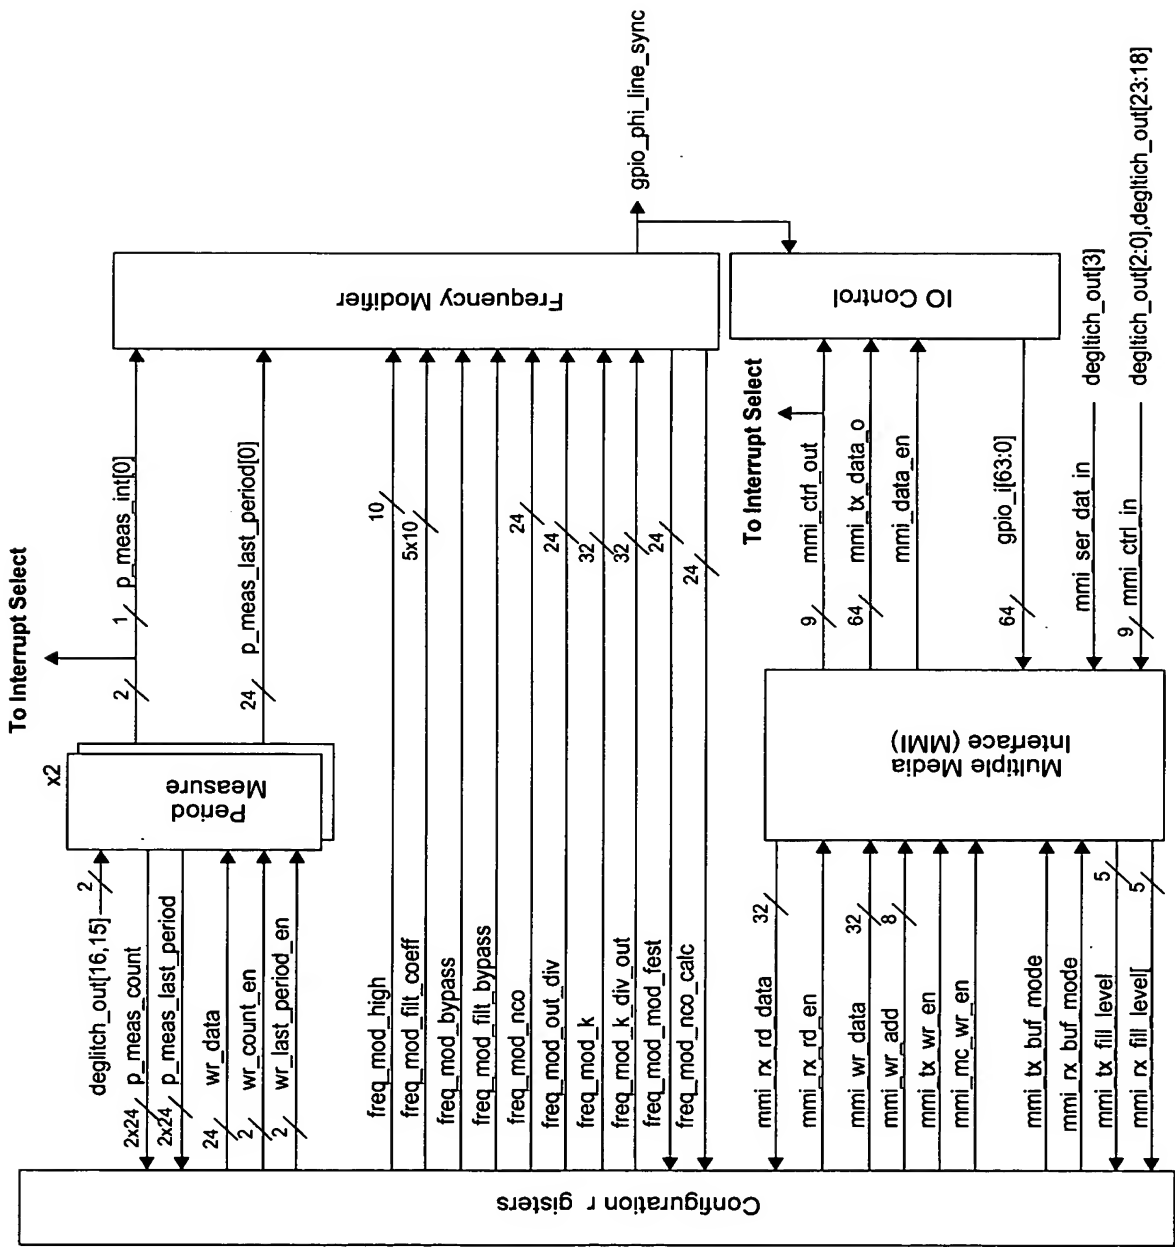 To Interrupt Select
x2
Period
Measure
deglitch_out[16,15]
2
2x24
p_meas_count
2x24
p_meas_last_period
24
wr_data
2
wr_count_en
2
wr_last_period_en
2
1
p_meas_int[0]
24
p_meas_last_period[0]
Frequency Modifier
freq_mod_high
10
freq_mod_filt_coeff
5x10
freq_mod_bypass
freq_mod_filt_bypass
freq_mod_nco
24
freq_mod_out_div
24
freq_mod_k
32
freq_mod_k_div_out
32
freq_mod_mod_fest
24
freq_mod_nco_calc
24
gpio_phi_line_sync
To Interrupt Select
IO Control
9
mmi_ctrl_out
64
mmi_tx_data_o
mmi_data_en
64
gpio_i[63:0]
mmi_ser_dat_in
degltich_out[3]
9
mmi_ctrl_in
degltich_out[2:0],degltich_out[23:18]
Multiple Media
Interface (MMI)
mmi_rx_rd_data
32
mmi_rx_rd_en
mmi_wr_data
32
mmi_wr_add
8
mmi_tx_wr_en
mmi_mc_wr_en
mmi_tx_buf_mode
mmi_rx_buf_mode
mmi_tx_fill_level
5
mmi_rx_fill_level[
5
Configuration r gisters